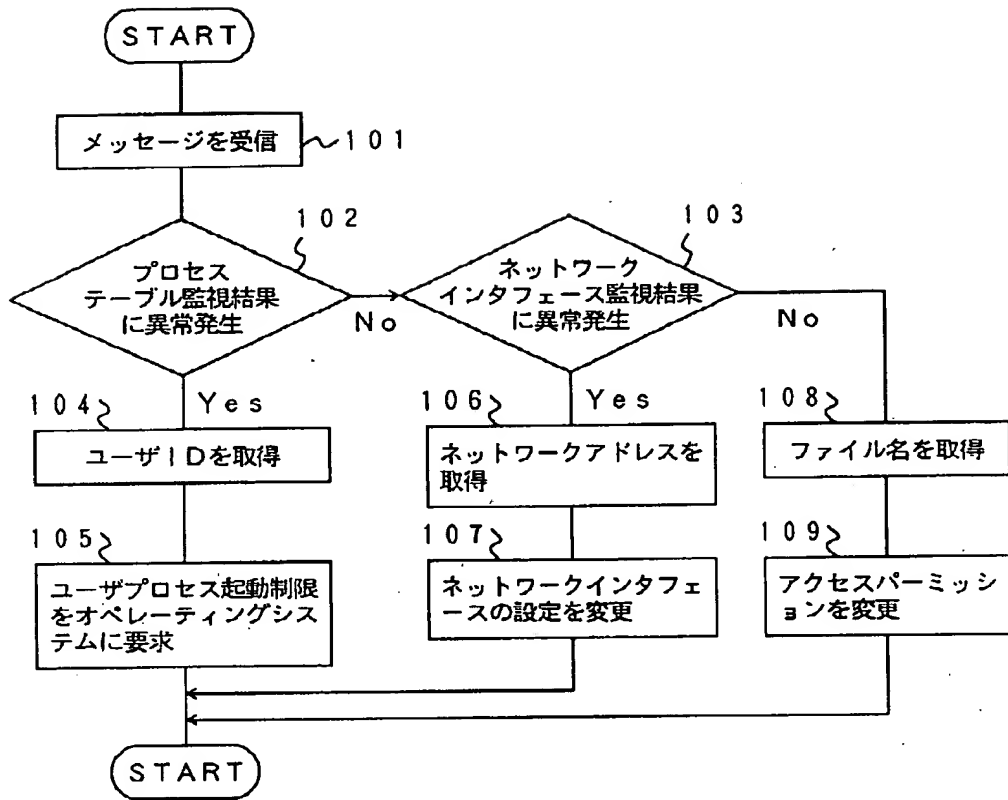 START
メッセージを受信
101
102
プロセス
テーブル監視結果
に異常発生
No
103
ネットワーク
インタフェース監視結果
に異常発生
No
Yes
104
ユーザIDを取得
105
ユーザプロセス起動制限
をオペレーティングシス
テムに要求
Yes
106
ネットワークアドレスを
取得
107
ネットワークインタフェ
ースの設定を変更
108
ファイル名を取得
109
アクセスパーミッシ
ョンを変更
START